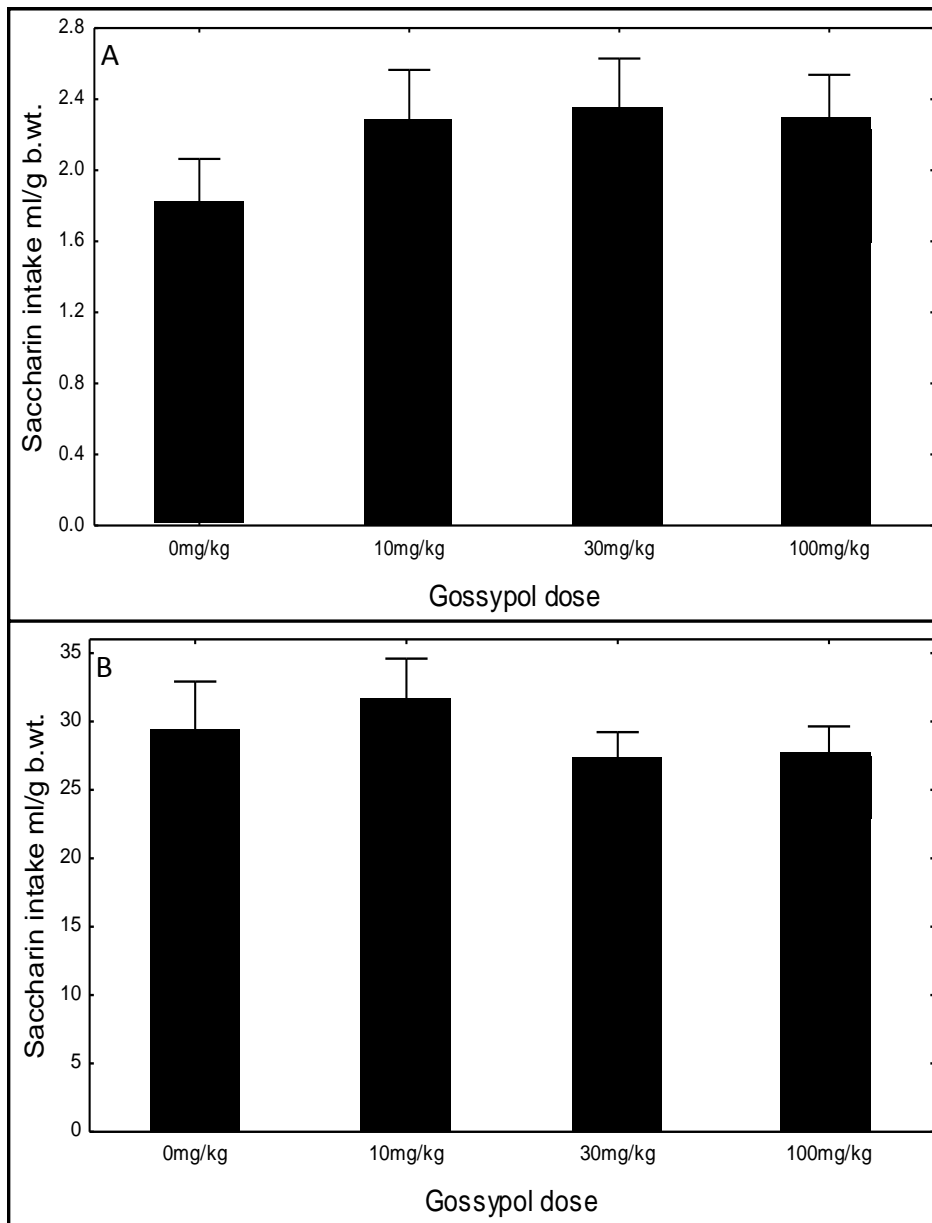 A
Saccharin intake ml/g b.wt.
2.8
2.4
2.0
1.6
1.2
0.8
0.4
0.0
0mg/kg 10mg/kg 30mg/kg 100mg/kg
Gossypol dose
B
Saccharin intake ml/g b.wt.
35
30
25
20
15
10
5
0
0mg/kg 10mg/kg 30mg/kg 100mg/kg
Gossypol dose